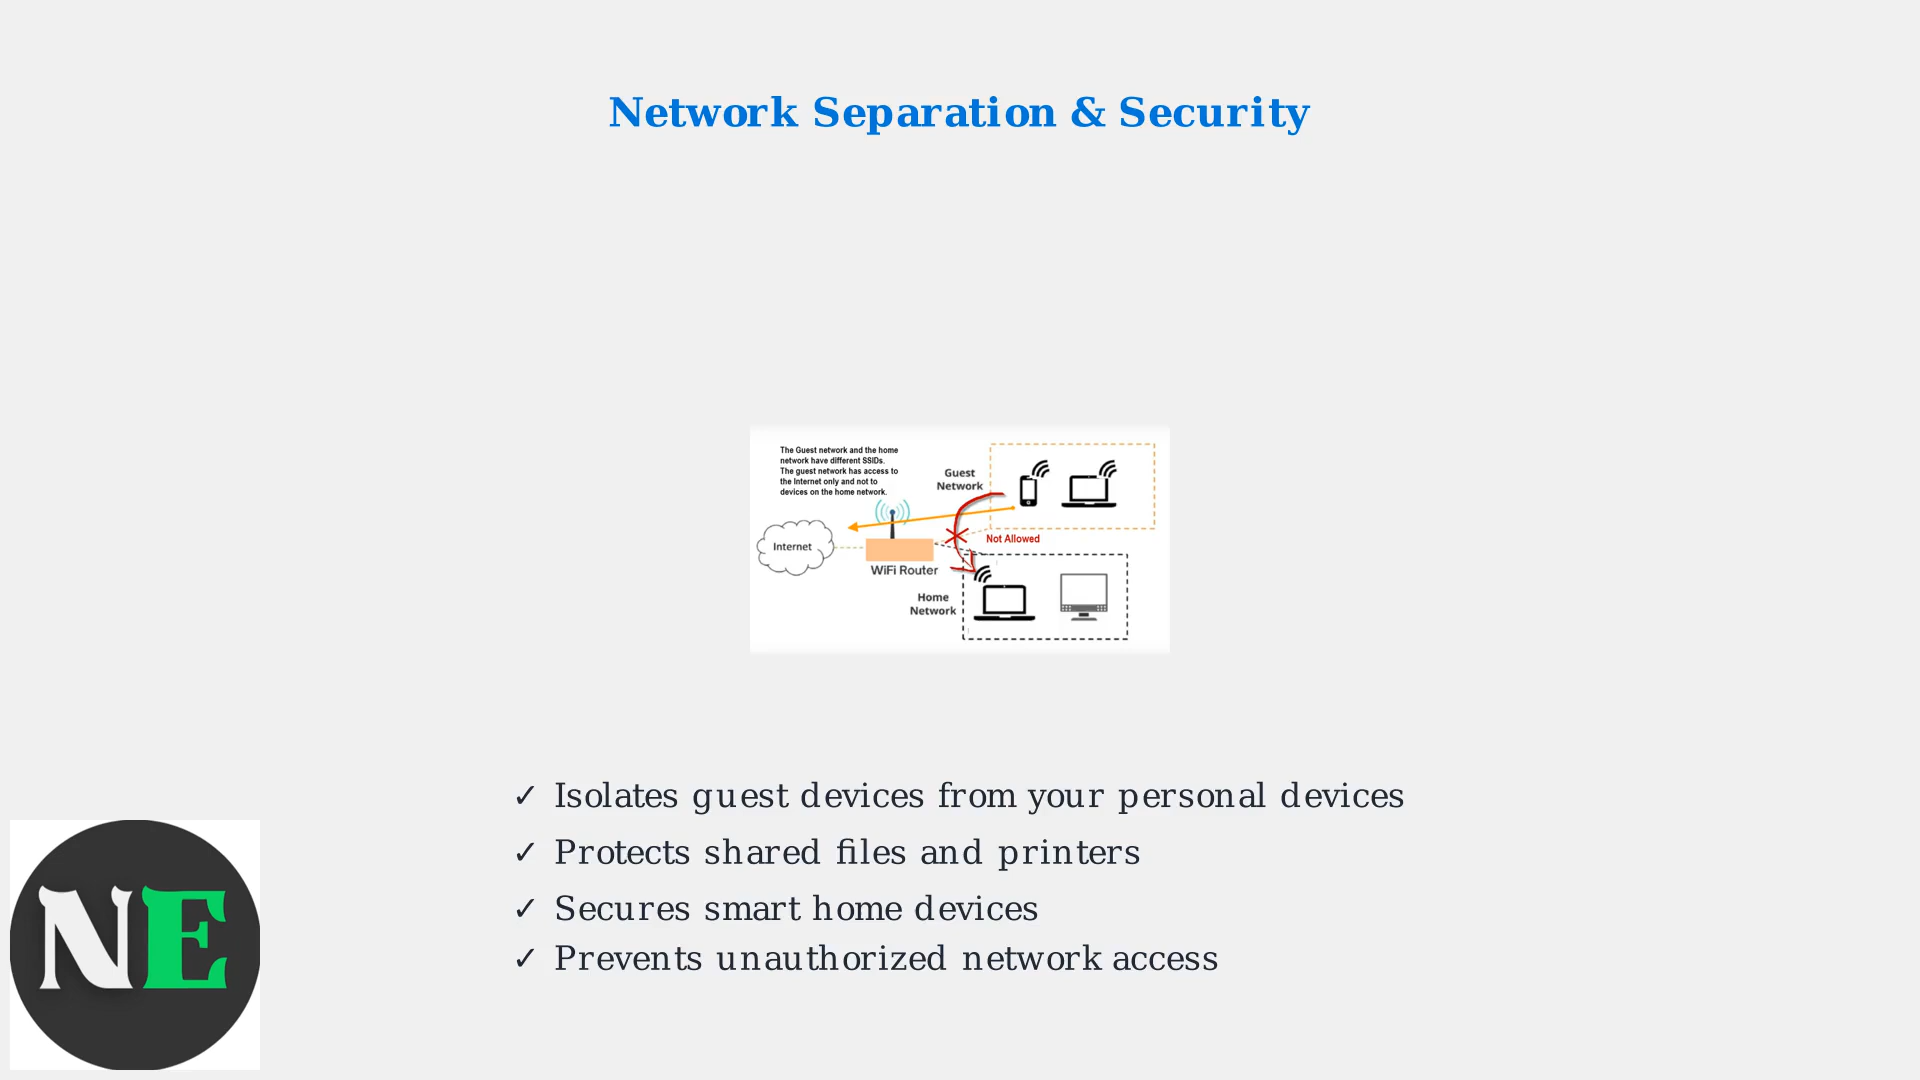 Network Separation & Security
The Guest network and the home
network have different SSIDs.
The guest network has access to
the Internet only and not to
devices on the home network.
Guest
Network
Not Allowed
Internet
WiFi Router
Home
Network
✓ Isolates guest devices from your personal devices
✓ Protects shared files and printers
✓ Secures smart home devices
✓ Prevents unauthorized network access
NE